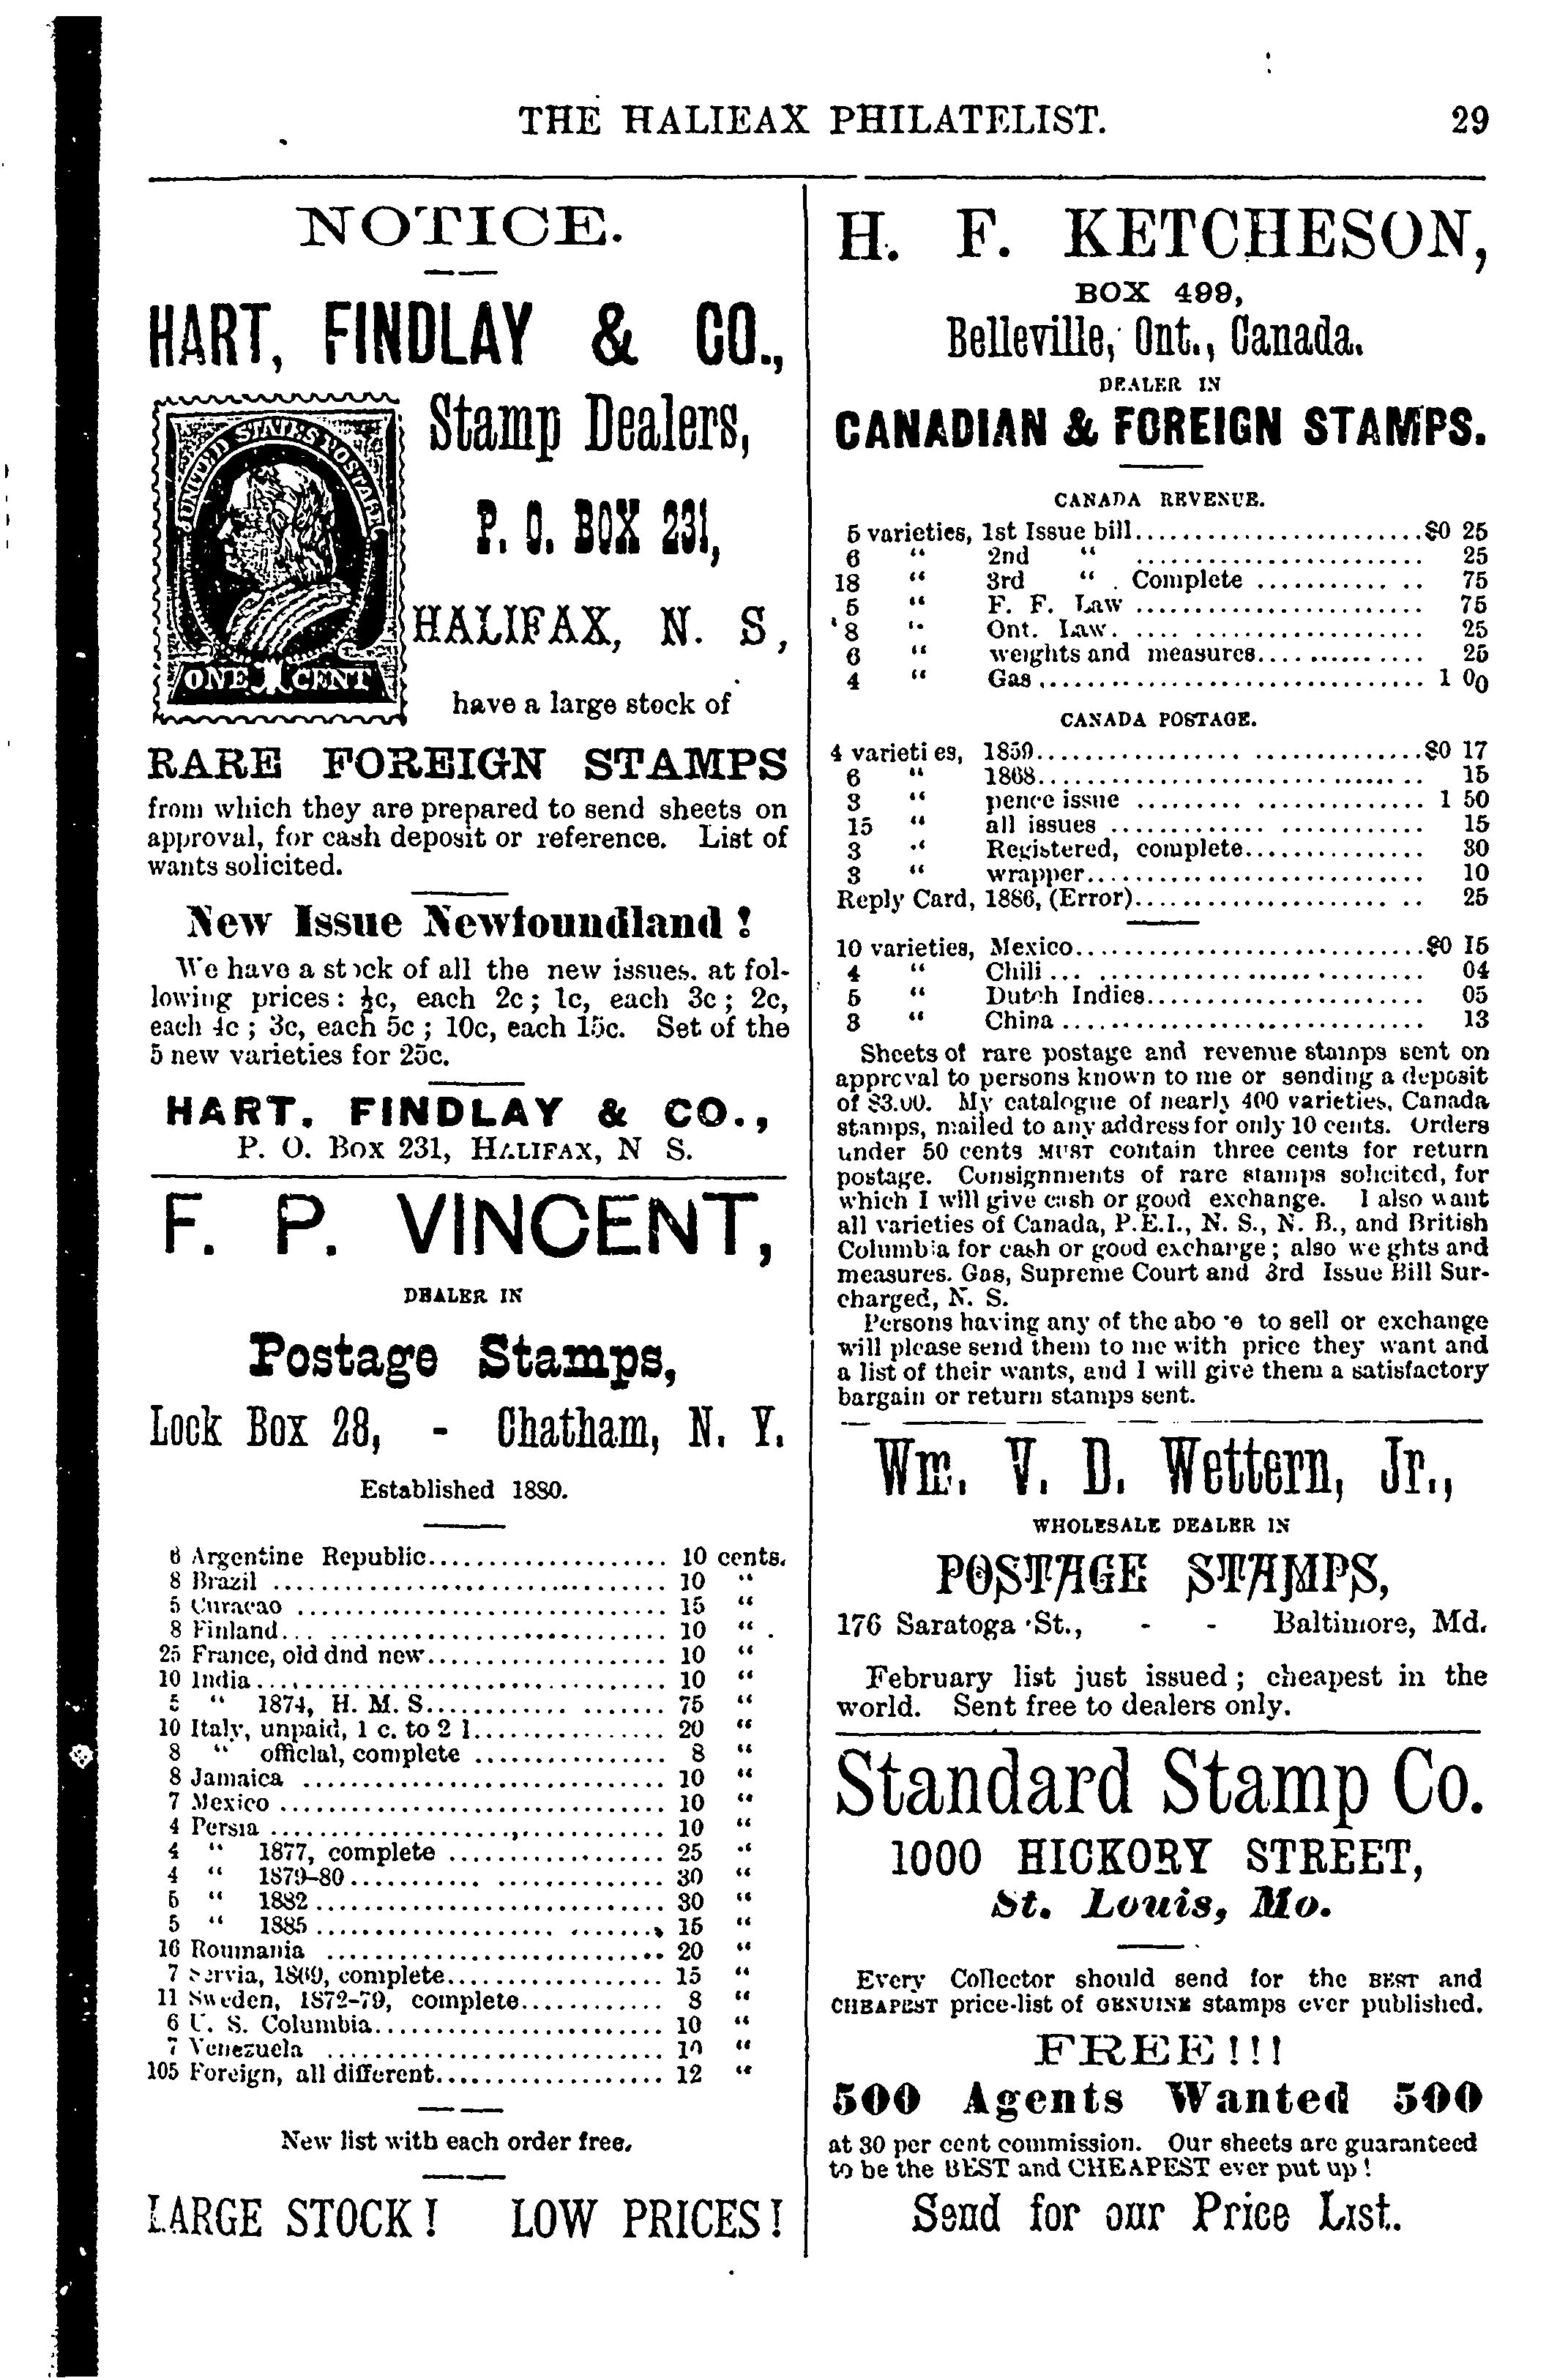 THE HALIEAX PHILATELIST.
29
NOTICE.
HART, FINDLAY & CO.,
UNITED STATES POSTAGE
ONE CENT
Stamp Dealers,
P. O. BOX 231,
HALIFAX, N. S,
have a large stock of
RARE FOREIGN STAMPS
from which they are prepared to send sheets on
approval, for cash deposit or reference. List of
wants solicited.
New Issue Newfoundland !
We have a stock of all the new issues. at fol-
lowing prices: ½c, each 2c; 1c, each 3c; 2c,
each 4c; 3c, each 5c; 10c, each 15c. Set of the
5 new varieties for 25c.
HART. FINDLAY & CO.,
P. O. Box 231, HALIFAX, N S.
F. P. VINCENT,
DEALER IN
Postage Stamps,
Lock Box 28, - Chatham, N. Y.
Established 1880.
6 Argentine Republic.................... 10 cents.
8 Brazil ................................ 10 "
5 Curacao ............................... 15 "
8 Finland... ............................ 10 " .
25 France, old dnd new.................... 10 "
10 India.................................. 10 "
5 " 1874, H. M. S............ ....... 75 "
10 Italy, unpaid, 1 c. to 2 l................ 20 "
8 " official, complete ................ 8 "
8 Jamaica ............................... 10 "
7 Mexico ................................ 10 "
4 Persia ................................. 10 "
4 " 1877, complete .................. 25 "
4 " 1879-80........... .............. 30 "
5 " 1882 ............................. 30 "
5 " 1885 .................... ........ 15 "
16 Roumania ............................. 20 "
7 Servia, 1869, complete.................. 15 "
11 Sweden, 1872-79, complete............ 8 "
6 U. S. Columbia........................ 10 "
7 Venezuela ............................ 10 "
105 Foreign, all different................... 12 "
New list with each order free.
LARGE STOCK! LOW PRICES!
H. F. KETCHESON,
BOX 499,
Belleville, Ont., Canada.
DEALER IN
CANADIAN & FOREIGN STAMPS.
CANADA REVENUE.
5 varieties, 1st Issue bill........................$0 25
6 " 2nd " ........................ 25
18 " 3rd " . Complete ........... .. 75
5 " F. F. Law ........................ 75
8 " Ont. Law. .... ................... 25
6 " weights and measures.............. 25
4 " Gas ................................ 1 00
CANADA POSTAGE.
4 varieti es, 1859................................$0 17
6 " 1868................................ 15
3 " pence issue ......... .............. 1 50
15 " all issues ............. ............ 15
3 " Registered, complete............... 30
3 " wrapper............................ 10
Reply Card, 1886, (Error)..................... .. 25
10 varieties, Mexico.............................$0 15
4 " Chili... ........................... 04
5 " Dutch Indies....................... 05
3 " China .............................. 13
Sheets of rare postage and revenue stamps sent on
approval to persons known to me or sending a deposit
of $3.00. My catalogue of nearly 400 varieties, Canada
stamps, mailed to any address for only 10 cents. Orders
under 50 cents MUST contain three cents for return
postage. Consignments of rare stamps solicited, for
which I will give cash or good exchange. I also want
all varieties of Canada, P.E.I., N. S., N. B., and British
Columbia for cash or good exchange; also we ghts and
measures. Gas, Supreme Court and 3rd Issue Bill Sur-
charged, N. S.
Persons having any of the abo e to sell or exchange
will please send them to me with price they want and
a list of their wants, and I will give them a satisfactory
bargain or return stamps sent.
Wm. V. D. Wettern, Jr.,
WHOLESALE DEALER IN
POSTAGE STAMPS,
176 Saratoga St., - - Baltimore, Md.
February list just issued; cheapest in the
world. Sent free to dealers only.
Standard Stamp Co.
1000 HICKORY STREET,
St. Louis, Mo.
Every Collector should send for the BEST and
CHEAPEST price-list of GENUINE stamps ever published.
FREE!!!
500 Agents Wanted 500
at 30 per cent commission. Our sheets are guaranteed
to be the BEST and CHEAPEST ever put up!
Send for our Price List.